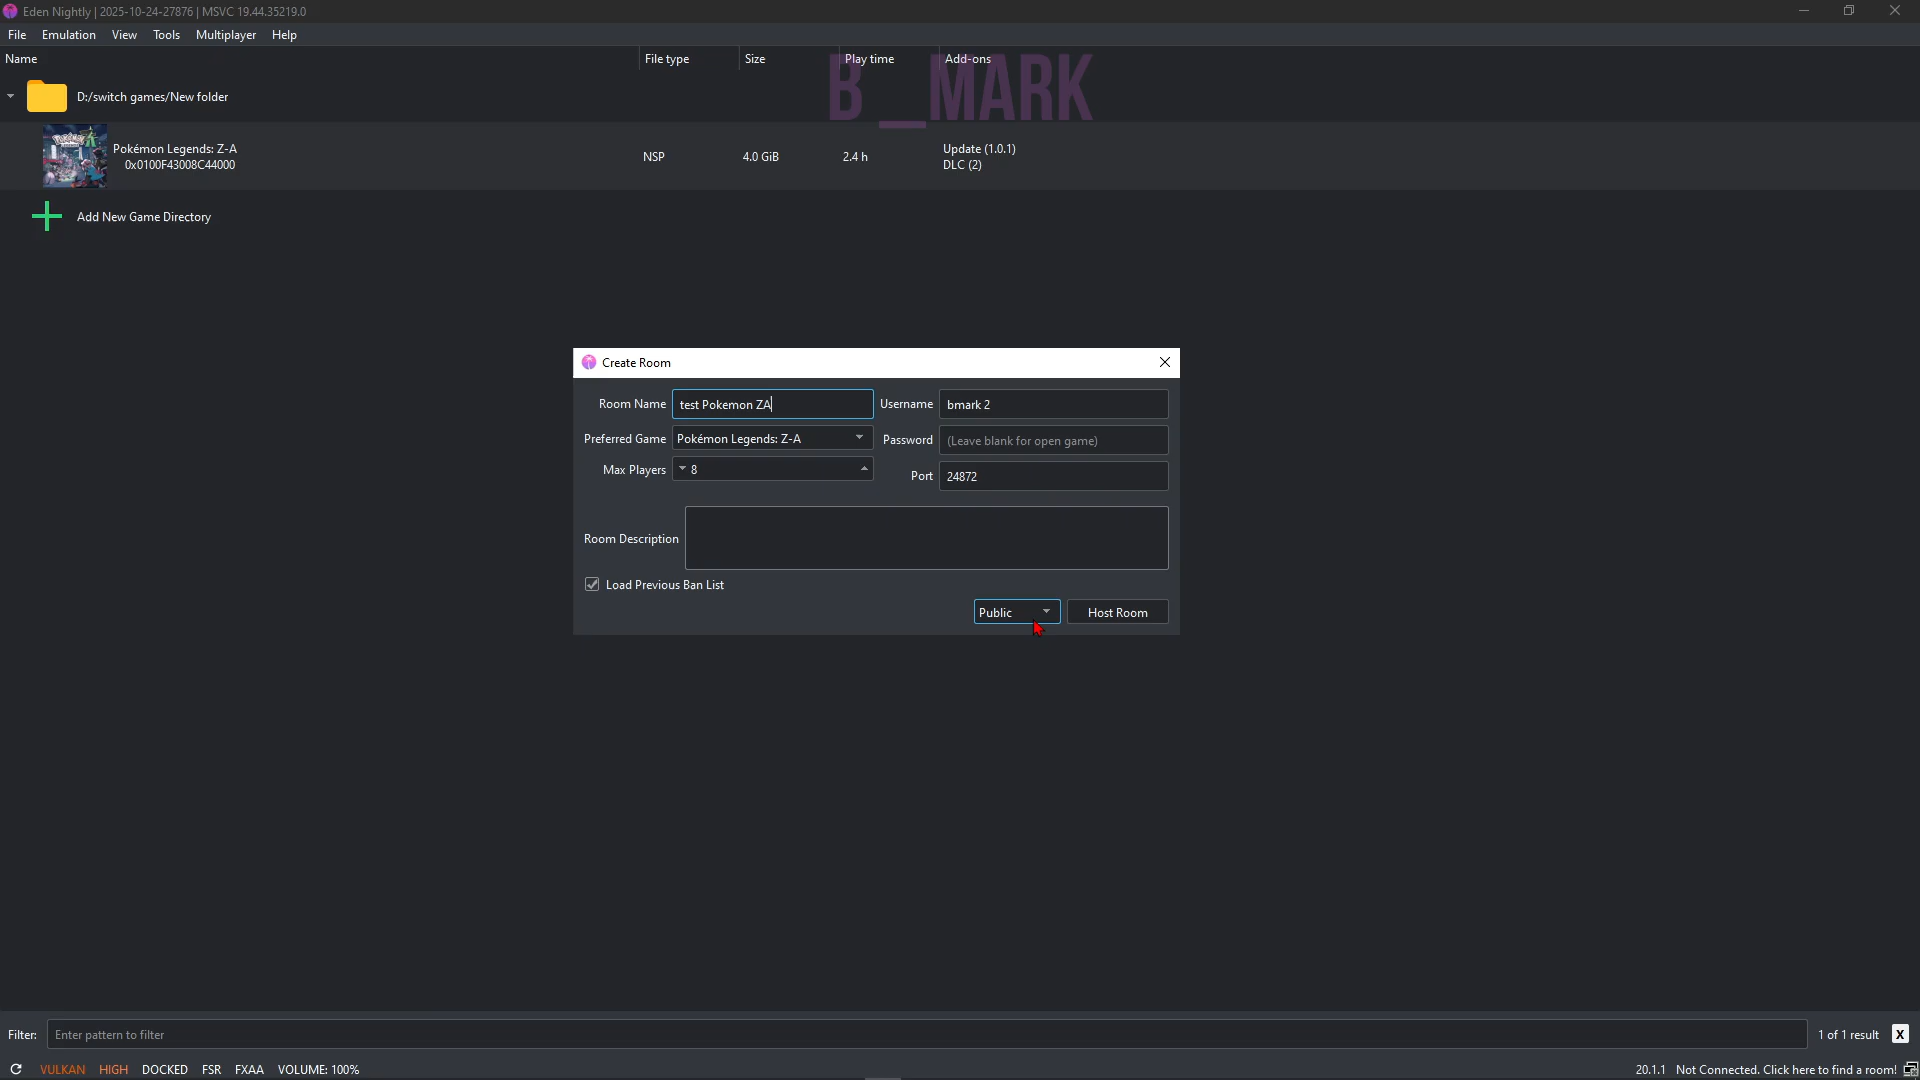 Eden Nightly | 2025-10-24-27876 | MSVC 19.44.35219.0
File Emulation View Tools Multiplayer Help
Name File type Size Play time Add-ons
B_MARK
D:/switch games/New folder
Pokémon Legends: Z-A
0x0100F43008C44000
NSP 4.0 GiB 2.4 h
Update (1.0.1)
DLC (2)
Add New Game Directory
Create Room
Room Name test Pokemon ZA Username bmark 2
Preferred Game Pokémon Legends: Z-A Password (Leave blank for open game)
Max Players 8 Port 24872
Room Description
Load Previous Ban List
Public Host Room
Filter: Enter pattern to filter 1 of 1 result X
VULKAN HIGH DOCKED FSR FXAA VOLUME: 100% 20.1.1 Not Connected. Click here to find a room!